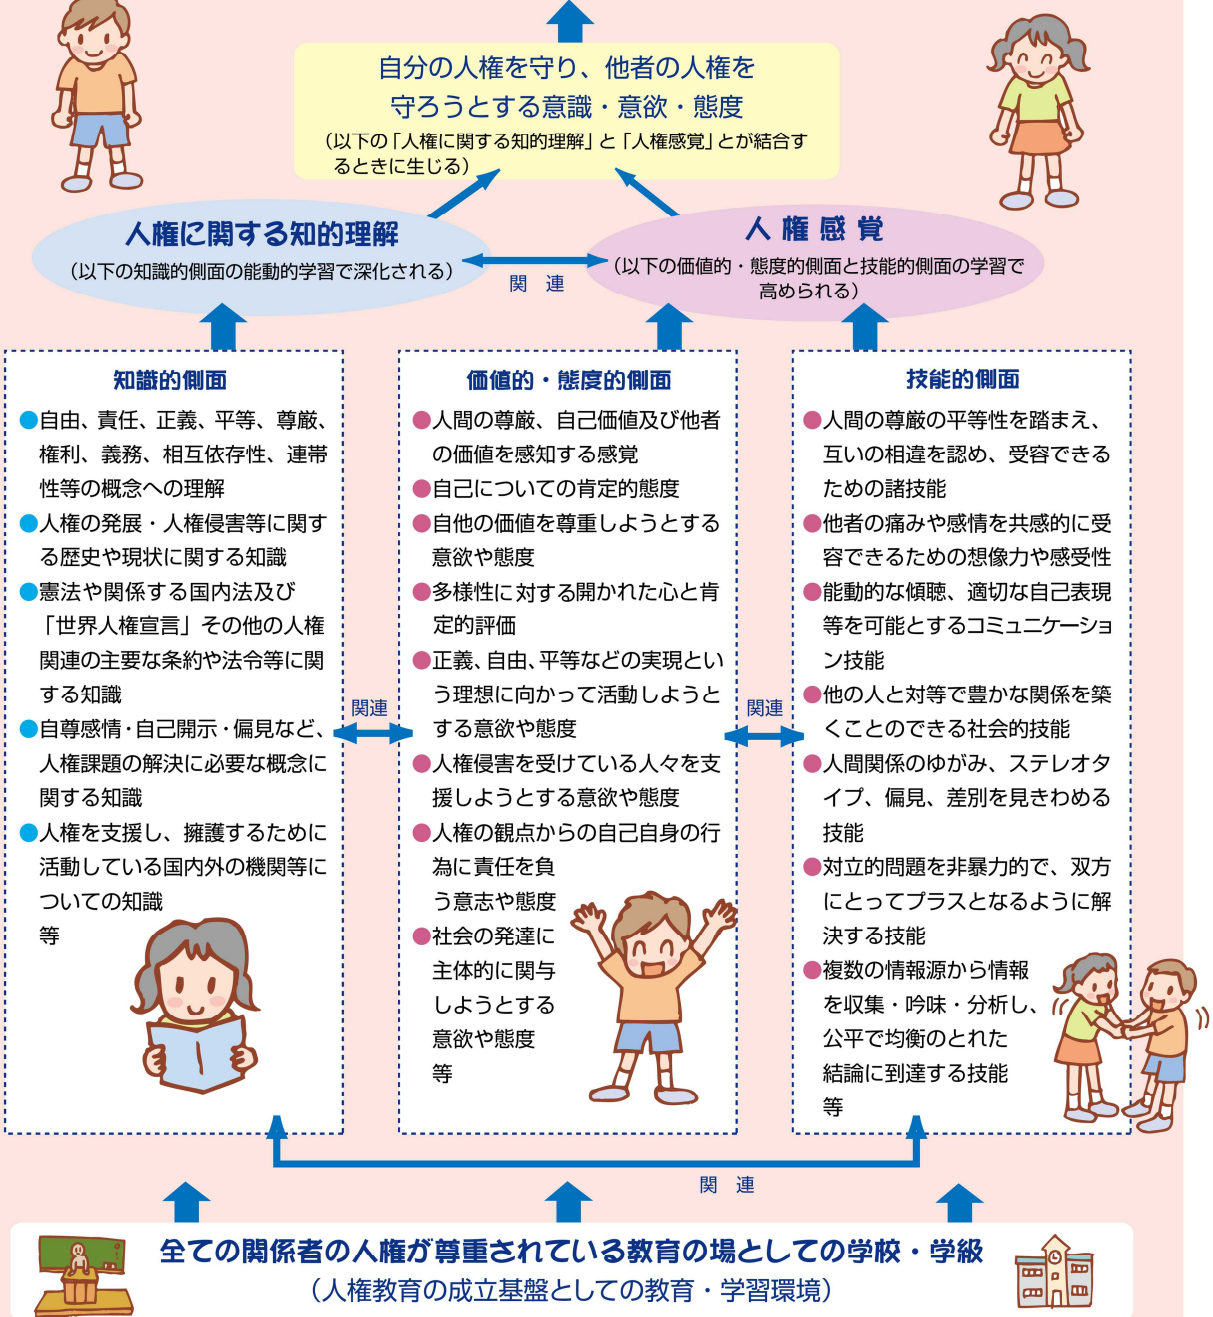 自分の人権を守り、他者の人権を
守ろうとする意識・意欲・態度
(以下の「人権に関する知的理解」と「人権感覚」とが結合す
るときに生じる)
人権に関する知的理解
(以下の知識的側面の能動的学習で深化される)
関 連
人 権 感 覚
(以下の価値的・態度的側面と技能的側面の学習で
高められる)
知識的側面
●自由、責任、正義、平等、尊厳、
権利、義務、相互依存性、連帯
性等の概念への理解
●人権の発展・人権侵害等に関す
る歴史や現状に関する知識
●憲法や関係する国内法及び
「世界人権宣言」その他の人権
関連の主要な条約や法令等に関
する知識
●自尊感情・自己開示・偏見など、
人権課題の解決に必要な概念に
関する知識
●人権を支援し、擁護するために
活動している国内外の機関等に
ついての知識
等
関連
価値的・態度的側面
●人間の尊厳、自己価値及び他者
の価値を感知する感覚
●自己についての肯定的態度
●自他の価値を尊重しようとする
意欲や態度
●多様性に対する開かれた心と肯
定的評価
●正義、自由、平等などの実現とい
う理想に向かって活動しようと
する意欲や態度
●人権侵害を受けている人々を支
援しようとする意欲や態度
●人権の観点からの自己自身の行
為に責任を負
う意志や態度
●社会の発達に
主体的に関与
しようとする
意欲や態度
等
関連
技能的側面
●人間の尊厳の平等性を踏まえ、
互いの相違を認め、受容できる
ための諸技能
●他者の痛みや感情を共感的に受
容できるための想像力や感受性
●能動的な傾聴、適切な自己表現
等を可能とするコミュニケーショ
ン技能
●他の人と対等で豊かな関係を築
くことのできる社会的技能
●人間関係のゆがみ、ステレオタ
イプ、偏見、差別を見きわめる
技能
●対立的問題を非暴力的で、双方
にとってプラスとなるように解
決する技能
●複数の情報源から情報
を収集・吟味・分析し、
公平で均衡のとれた
結論に到達する技能
等
関 連
全ての関係者の人権が尊重されている教育の場としての学校・学級
(人権教育の成立基盤としての教育・学習環境)